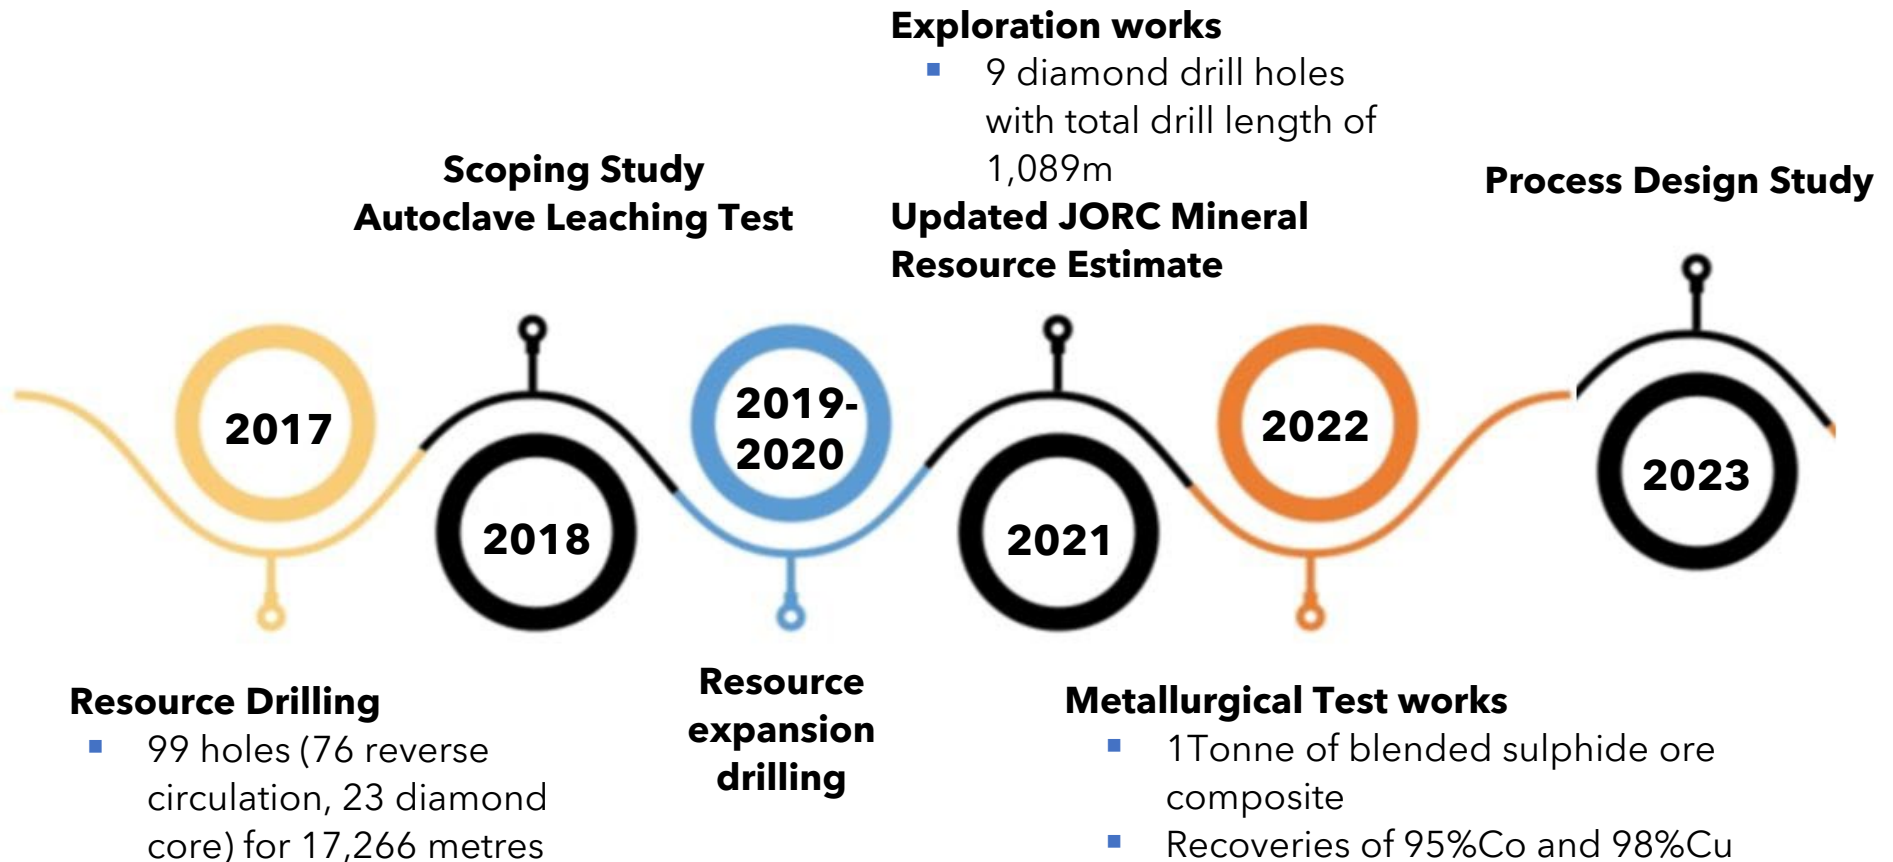 Exploration works
▪ 9 diamond drill holes
with total drill length of
1,089m
Updated JORC Mineral
Resource Estimate
Scoping Study
Autoclave Leaching Test
Process Design Study
2017
2018
2019-
2020
2021
2022
2023
Resource Drilling
▪ 99 holes (76 reverse
circulation, 23 diamond
core) for 17,266 metres
Resource
expansion
drilling
Metallurgical Test works
▪ 1Tonne of blended sulphide ore
composite
▪ Recoveries of 95%Co and 98%Cu